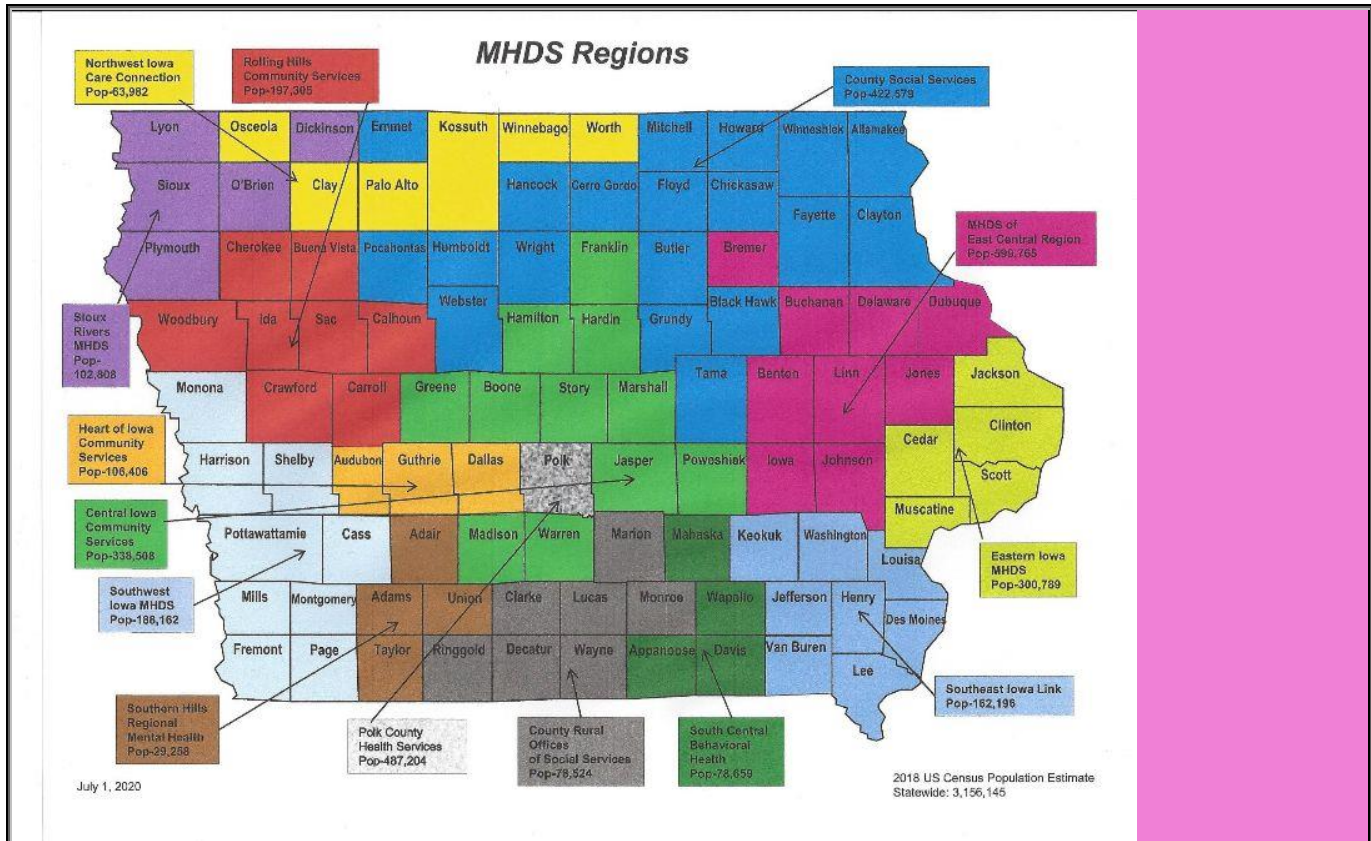 MHDS Regions
Northwest Iowa
Care Connection
Pop-63,982
Rolling Hills
Community Services
Pop-197,305
County Social Services
Pop-422,579
Lyon
Osceola
Dickinson
Emmet
Kossuth
Winnebago
Worth
Mitchell
Howard
Winneshiek
Allamakee
Sioux
O'Brien
Clay
Palo Alto
Hancock
Cerro Gordo
Floyd
Chickasaw
Fayette
Clayton
MHDS of
East Central Region
Pop-599,765
Plymouth
Cherokee
Buena Vista
Pocahontas
Humboldt
Wright
Franklin
Butler
Bremer
Sioux
Rivers
MHDS
Pop-
102,808
Woodbury
Ida
Sac
Calhoun
Webster
Hamilton
Hardin
Grundy
Black Hawk
Buchanan
Delaware
Dubuque
Monona
Crawford
Carroll
Greene
Boone
Story
Marshall
Tama
Benton
Linn
Jones
Jackson
Clinton
Cedar
Heart of Iowa
Community
Services
Pop-106,406
Harrison
Shelby
Audubon
Guthrie
Dallas
Polk
Jasper
Poweshiek
Iowa
Johnson
Scott
Muscatine
Central Iowa
Community
Services
Pop-338,508
Pottawattamie
Cass
Adair
Madison
Warren
Marion
Mahaska
Keokuk
Washington
Louisa
Eastern Iowa
MHDS
Pop-300,789
Southwest
Iowa MHDS
Mills
Montgomery
Adams
Union
Clarke
Lucas
Monroe
Wapello
Jefferson
Henry
Des Moines
Fremont
Page
Taylor
Ringgold
Decatur
Wayne
Appanoose
Davis
Van Buren
Lee
Southern Hills
Regional
Mental Health
Pop-29,258
Polk County
Health Services
Pop-487,204
County Rural
Offices
of Social Services
South Central
Behavioral
Health
Pop-78,659
Southeast Iowa Link
July 1, 2020
2018 US Census Population Estimate
Statewide: 3,156,145